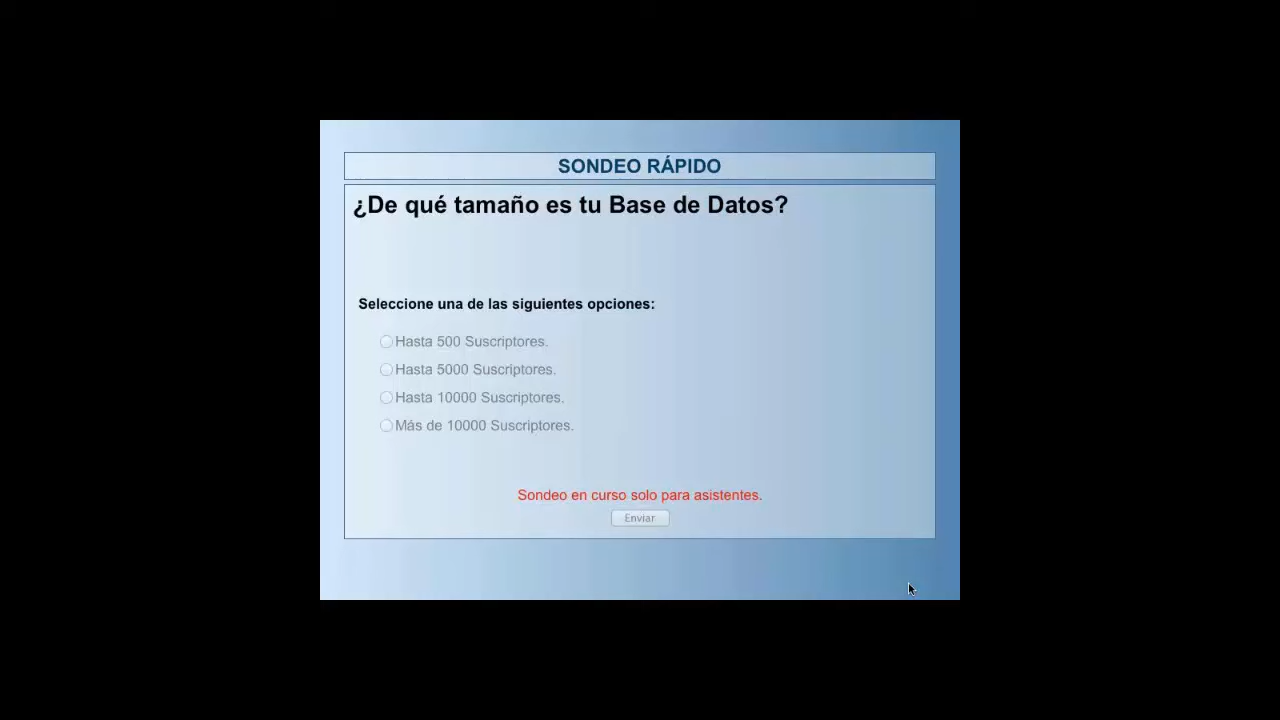 SONDEO RÁPIDO
¿De qué tamaño es tu Base de Datos?
Seleccione una de las siguientes opciones:
Hasta 500 Suscriptores.
Hasta 5000 Suscriptores.
Hasta 10000 Suscriptores.
Más de 10000 Suscriptores.
Sondeo en curso solo para asistentes.
Enviar